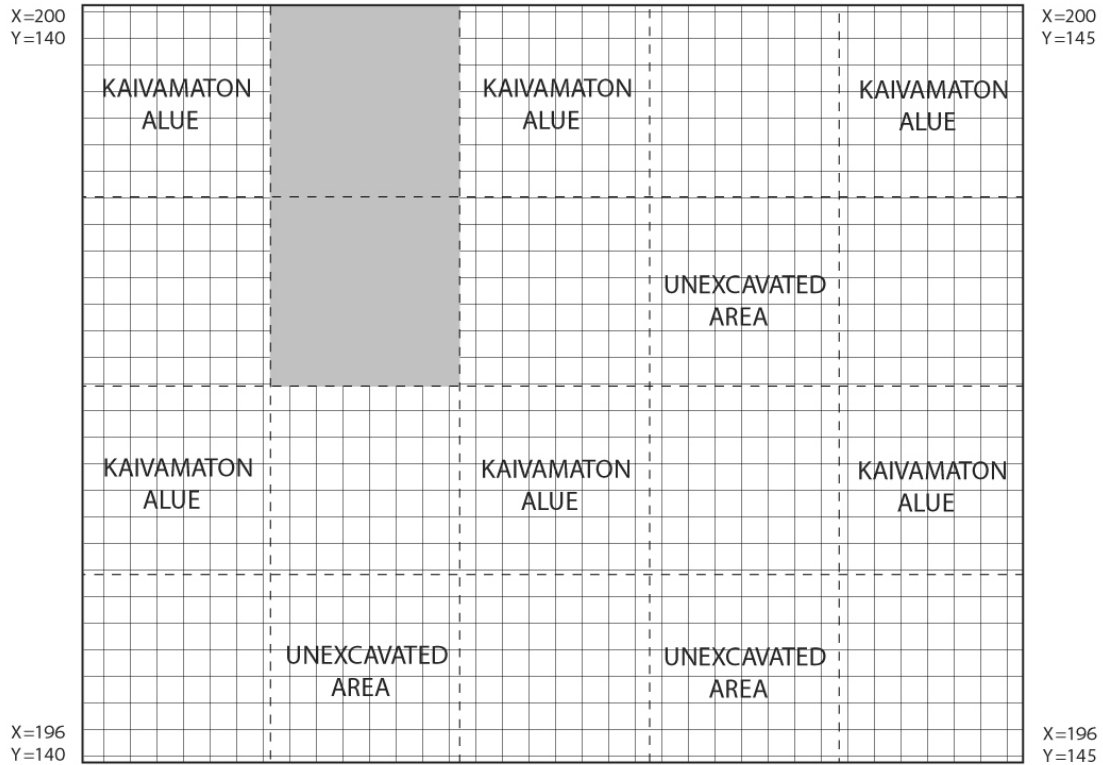 X=200
Y=140
X=200
Y=145
KAIVAMATON
ALUE
KAIVAMATON
ALUE
KAIVAMATON
ALUE
UNEXCAVATED
AREA
KAIVAMATON
ALUE
KAIVAMATON
ALUE
KAIVAMATON
ALUE
UNEXCAVATED
AREA
UNEXCAVATED
AREA
X=196
Y=140
X=196
Y=145